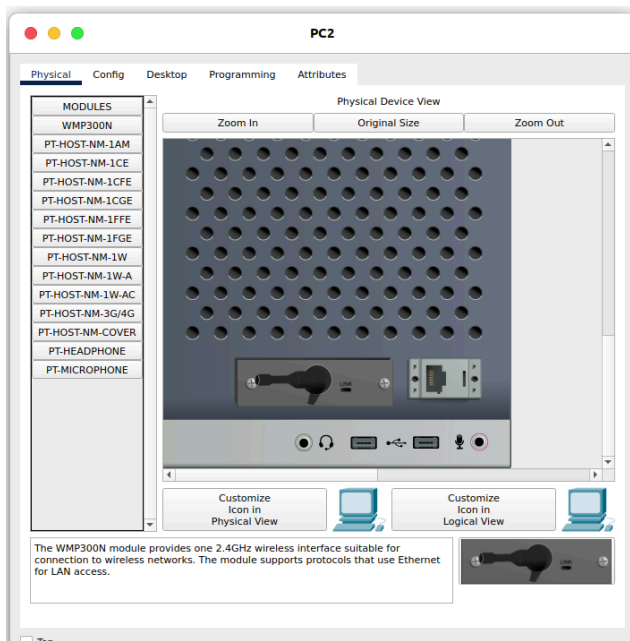 PC2
Physical Config Desktop Programming Attributes
MODULES
WMP300N
PT-HOST-NM-1AM
PT-HOST-NM-1CE
PT-HOST-NM-1CFE
PT-HOST-NM-1CGE
PT-HOST-NM-1FFE
PT-HOST-NM-1FGE
PT-HOST-NM-1W
PT-HOST-NM-1W-A
PT-HOST-NM-1W-AC
PT-HOST-NM-3G/4G
PT-HOST-NM-COVER
PT-HEADPHONE
PT-MICROPHONE
Physical Device View
Zoom In Original Size Zoom Out
LINK
Customize
Icon in
Physical View
Customize
Icon in
Logical View
The WMP300N module provides one 2.4GHz wireless interface suitable for
connection to wireless networks. The module supports protocols that use Ethernet
for LAN access.
LINK